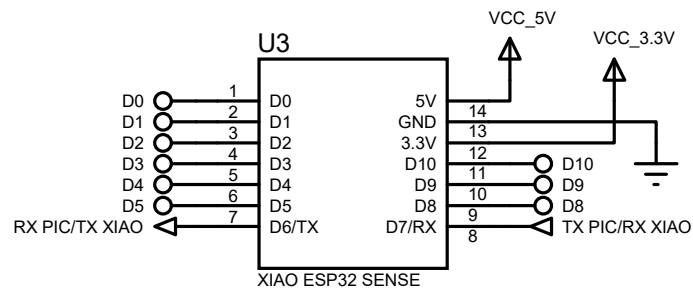 VCC_5V
VCC_3.3V
U3
D0 1 D0 5V 14
D1 2 D1 GND 13
D2 3 D2 3.3V 12
D3 4 D3 D10 11 D10
D4 5 D4 D9 10 D9
D5 6 D5 D8 9 D8
RX PIC/TX XIAO 7 D6/TX D7/RX 8 TX PIC/RX XIAO
XIAO ESP32 SENSE